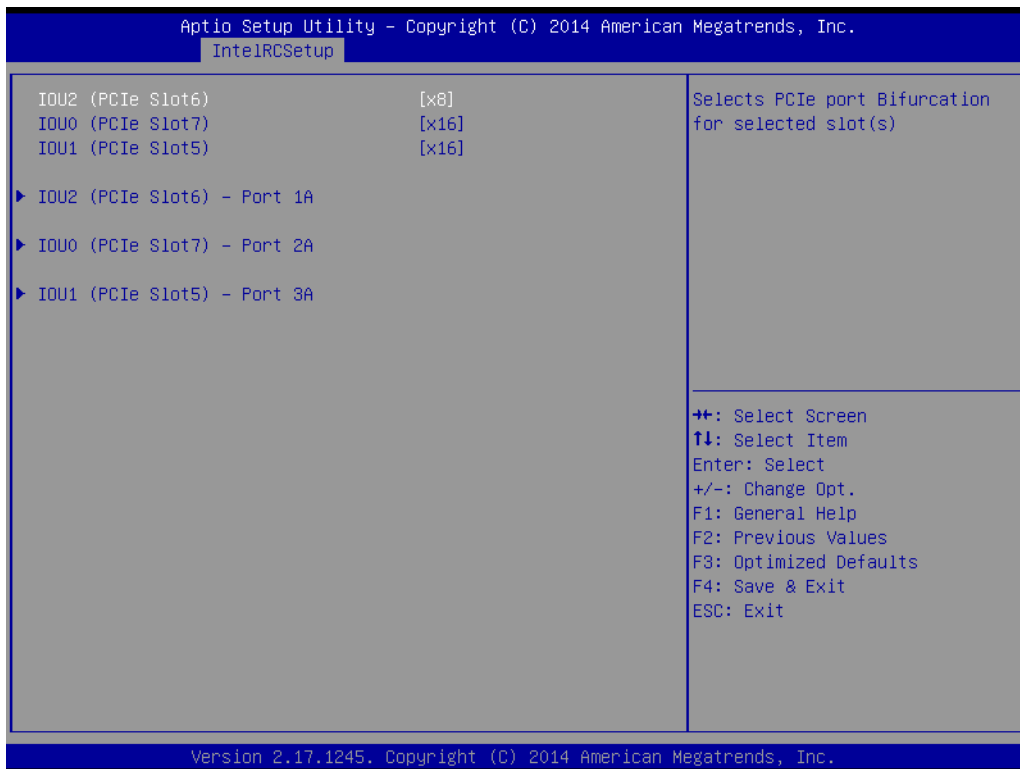 Aptio Setup Utility – Copyright (C) 2014 American Megatrends, Inc.
IntelRCSetup
IOU2 (PCIe Slot6) [x8]
IOU0 (PCIe Slot7) [x16]
IOU1 (PCIe Slot5) [x16]
▶ IOU2 (PCIe Slot6) – Port 1A
▶ IOU0 (PCIe Slot7) – Port 2A
▶ IOU1 (PCIe Slot5) – Port 3A
Selects PCIe port Bifurcation
for selected slot(s)
→←: Select Screen
↑↓: Select Item
Enter: Select
+/-: Change Opt.
F1: General Help
F2: Previous Values
F3: Optimized Defaults
F4: Save & Exit
ESC: Exit
Version 2.17.1245. Copyright (C) 2014 American Megatrends, Inc.